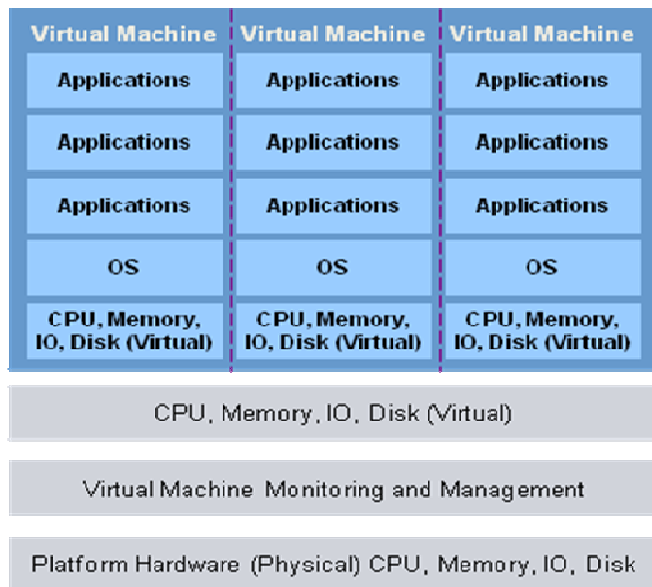 Virtual Machine Virtual Machine Virtual Machine
Applications Applications Applications
Applications Applications Applications
Applications Applications Applications
OS OS OS
CPU, Memory, CPU, Memory, CPU, Memory,
IO, Disk (Virtual) IO, Disk (Virtual) IO, Disk (Virtual)
CPU, Memory, IO, Disk (Virtual)
Virtual Machine Monitoring and Management
Platform Hardware (Physical) CPU, Memory, IO, Disk